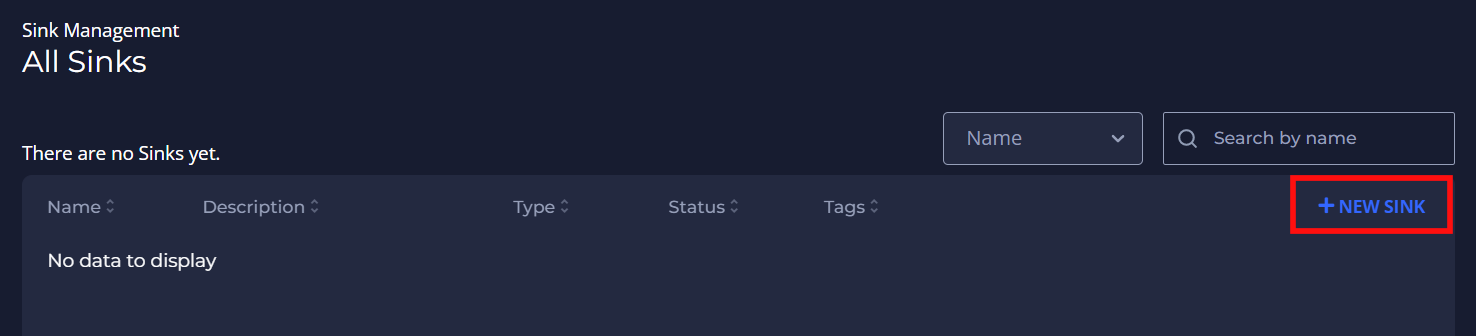 Sink Management
All Sinks
There are no Sinks yet.
Name
Search by name
Name Description Type Status Tags + NEW SINK
No data to display